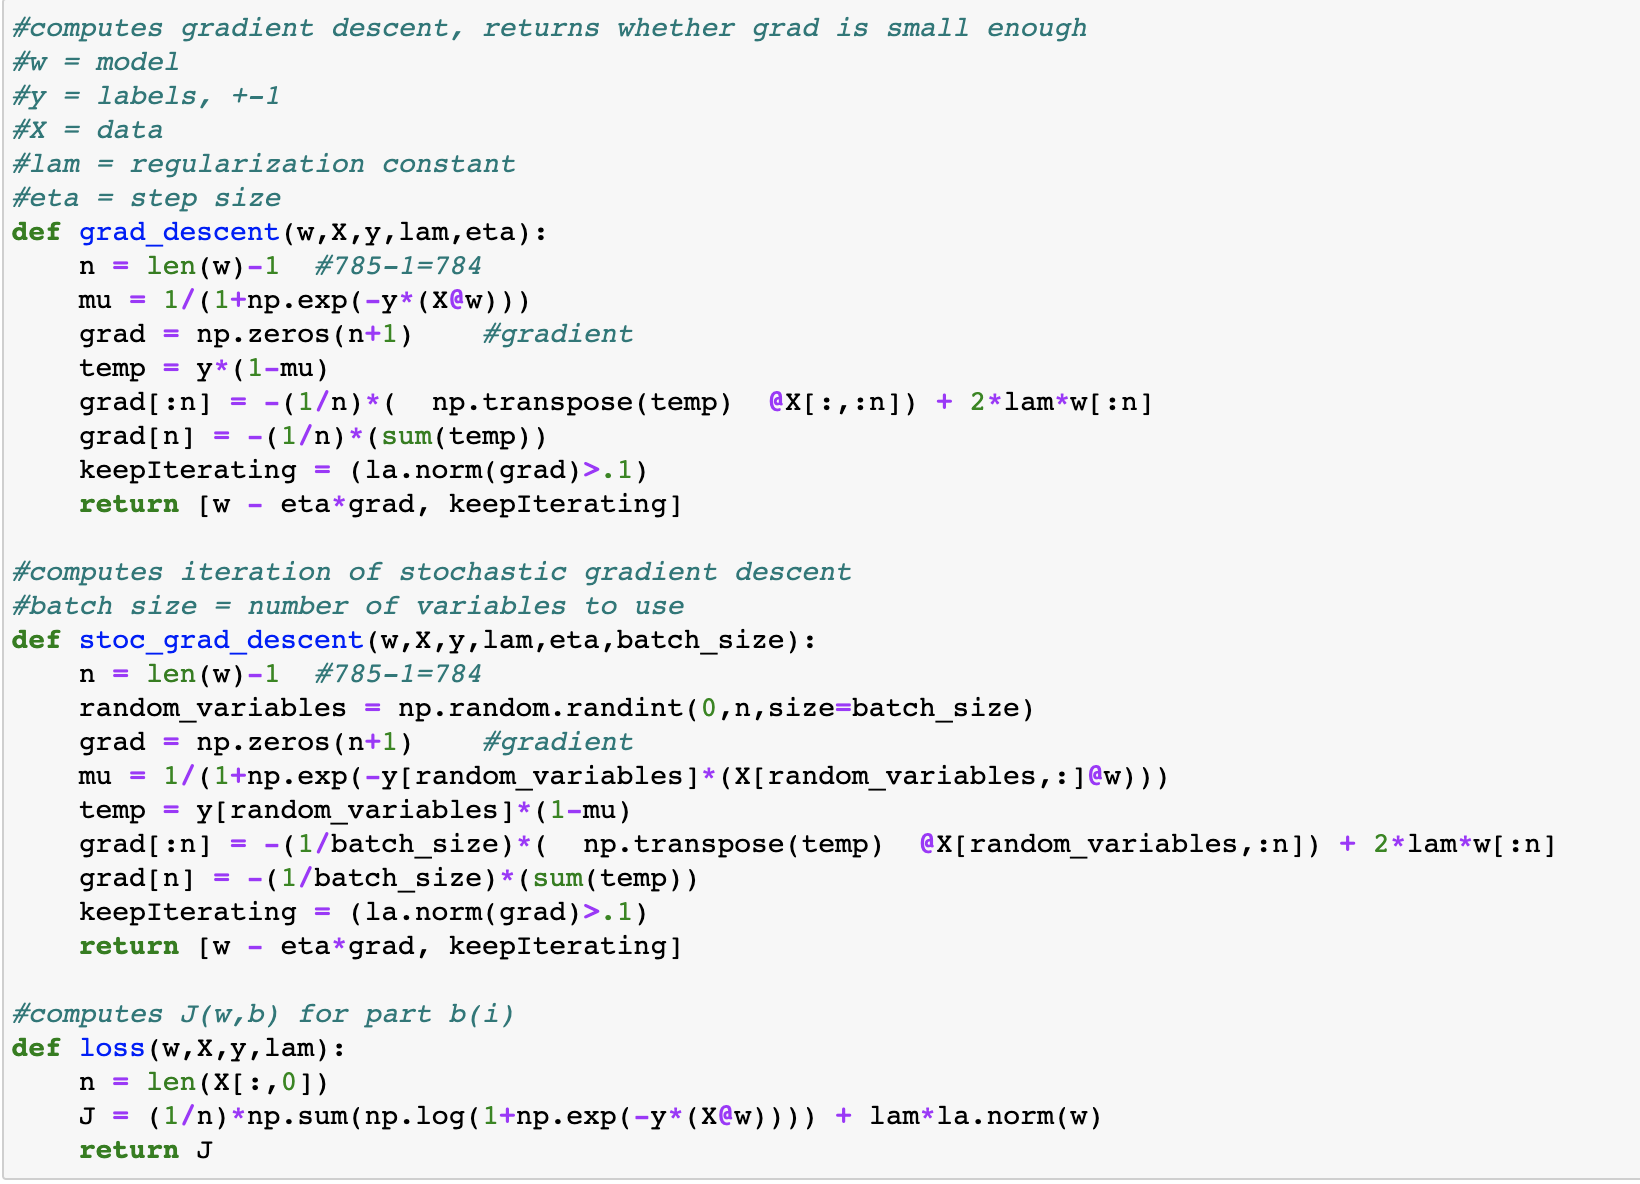 #computes gradient descent, returns whether grad is small enough
#w = model
#y = labels, +-1
#X = data
#lam = regularization constant
#eta = step size
def grad_descent(w,X,y,lam,eta):
    n = len(w)-1  #785-1=784
    mu = 1/(1+np.exp(-y*(X@w)))
    grad = np.zeros(n+1)    #gradient
    temp = y*(1-mu)
    grad[:n] = -(1/n)*(  np.transpose(temp)  @X[:,:n]) + 2*lam*w[:n]
    grad[n] = -(1/n)*(sum(temp))
    keepIterating = (la.norm(grad)>.1)
    return [w - eta*grad, keepIterating]

#computes iteration of stochastic gradient descent
#batch size = number of variables to use
def stoc_grad_descent(w,X,y,lam,eta,batch_size):
    n = len(w)-1  #785-1=784
    random_variables = np.random.randint(0,n,size=batch_size)
    grad = np.zeros(n+1)    #gradient
    mu = 1/(1+np.exp(-y[random_variables]*(X[random_variables,:]@w)))
    temp = y[random_variables]*(1-mu)
    grad[:n] = -(1/batch_size)*(  np.transpose(temp)  @X[random_variables,:n]) + 2*lam*w[:n]
    grad[n] = -(1/batch_size)*(sum(temp))
    keepIterating = (la.norm(grad)>.1)
    return [w - eta*grad, keepIterating]

#computes J(w,b) for part b(i)
def loss(w,X,y,lam):
    n = len(X[:,0])
    J = (1/n)*np.sum(np.log(1+np.exp(-y*(X@w)))) + lam*la.norm(w)
    return J